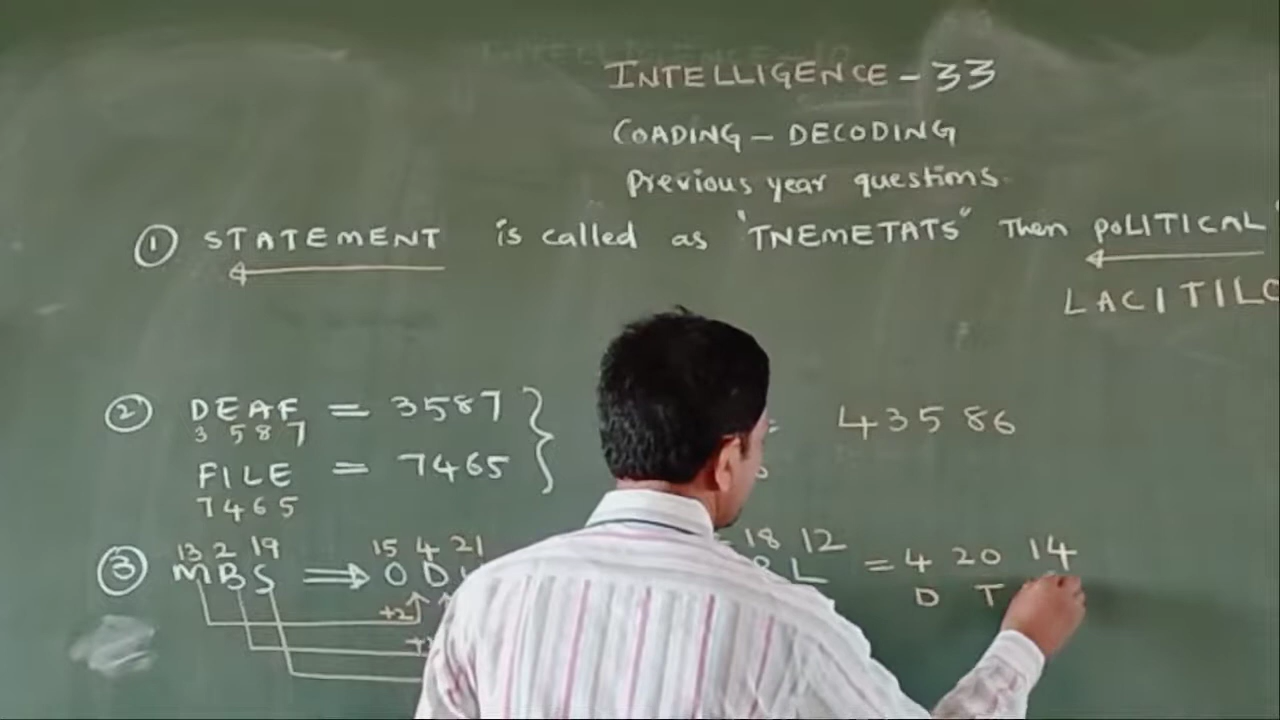 INTELLIGENCE - 33
COADING - DECODING
Previous year questions.
① STATEMENT is called as "TNEMETATS" Then POLITICAL"
LACITILO
② DEAF = 3587 } = 43586
3 5 8 7
FILE = 7465
7 4 6 5
13 2 19 15 4 21 18 12 = 4 20 14
③ MBS ⟹ O D L D T
+2